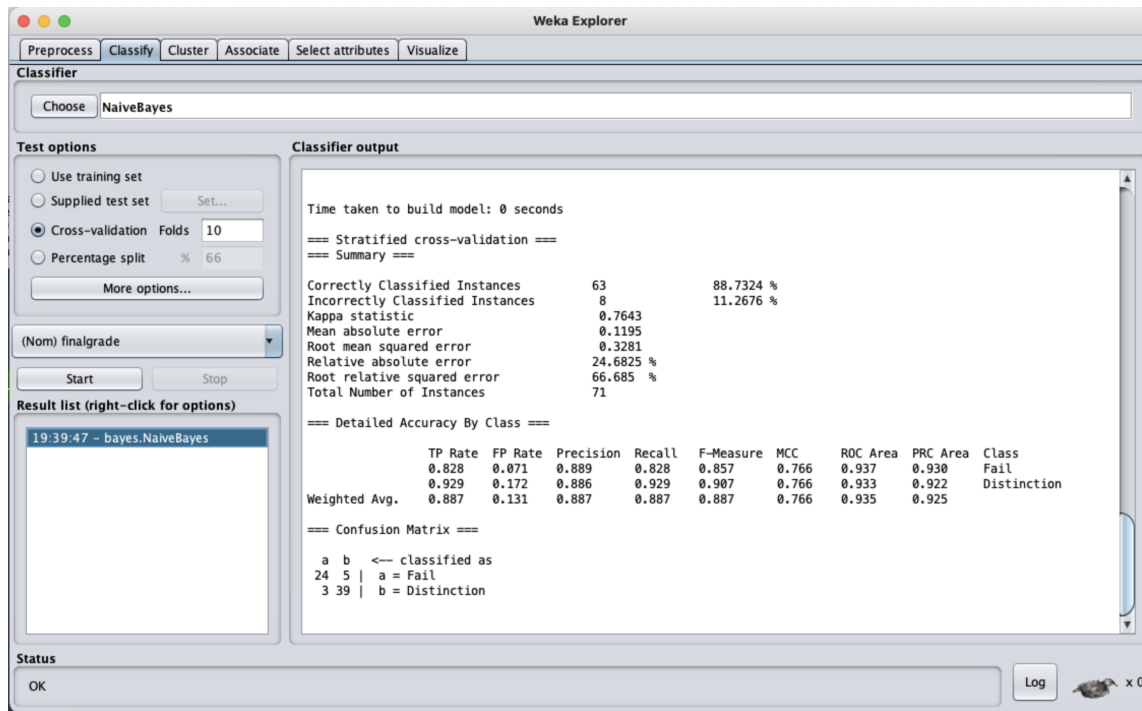 Weka Explorer
Preprocess Classify Cluster Associate Select attributes Visualize
Classifier
Choose NaiveBayes
Test options
Use training set
Supplied test set Set...
Cross-validation Folds 10
Percentage split % 66
More options...
(Nom) finalgrade
Start Stop
Result list (right-click for options)
19:39:47 - bayes.NaiveBayes
Classifier output
Time taken to build model: 0 seconds
=== Stratified cross-validation ===
=== Summary ===
Correctly Classified Instances 63 88.7324 %
Incorrectly Classified Instances 8 11.2676 %
Kappa statistic 0.7643
Mean absolute error 0.1195
Root mean squared error 0.3281
Relative absolute error 24.6825 %
Root relative squared error 66.685 %
Total Number of Instances 71
=== Detailed Accuracy By Class ===
TP Rate FP Rate Precision Recall F-Measure MCC ROC Area PRC Area Class
0.828 0.071 0.889 0.828 0.857 0.766 0.937 0.930 Fail
0.929 0.172 0.886 0.929 0.907 0.766 0.933 0.922 Distinction
Weighted Avg. 0.887 0.131 0.887 0.887 0.887 0.766 0.935 0.925
=== Confusion Matrix ===
a b <-- classified as
24 5 | a = Fail
3 39 | b = Distinction
Status
OK
Log x 0